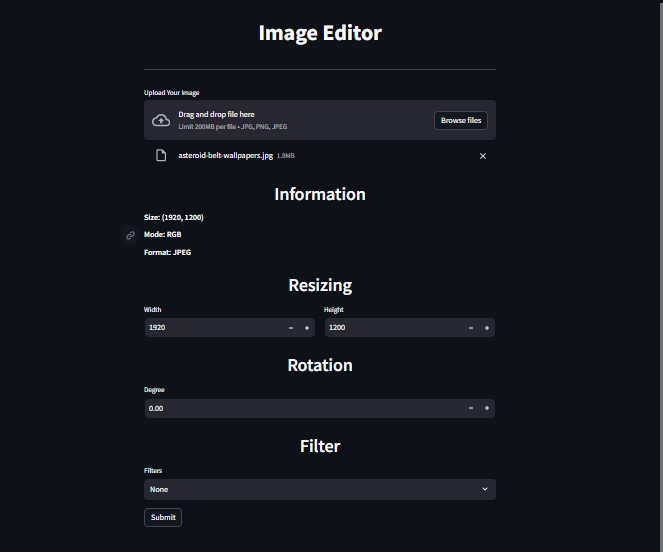 Image Editor
Upload Your Image
Drag and drop file here
Limit 200MB per file • JPG, PNG, JPEG
Browse files
asteroid-belt-wallpapers.jpg 1.9MB
Information
Size: (1920, 1200)
Mode: RGB
Format: JPEG
Resizing
Width Height
1920 1200
Rotation
Degree
0.00
Filter
Filters
None
Submit